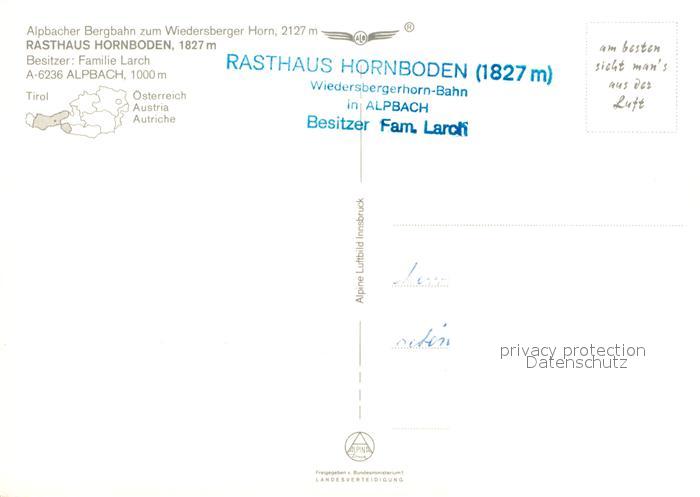 Alpbacher Bergbahn zum Wiedersberger Horn, 2127 m
RASTHAUS HORNBODEN, 1827 m
Besitzer: Familie Larch
A-6236 ALPBACH, 1000 m
Tirol
Österreich
Austria
Autriche
®
RASTHAUS HORNBODEN (1827 m)
Wiedersbergerhorn-Bahn
in ALPBACH
Besitzer Fam. Larch
am besten
sieht man's
aus der
Luft
Alpine Luftbild Innsbruck
privacy protection
Datenschutz
ALPINA
Freigegeben v. Bundesministerium f.
LANDESVERTEIDIGUNG